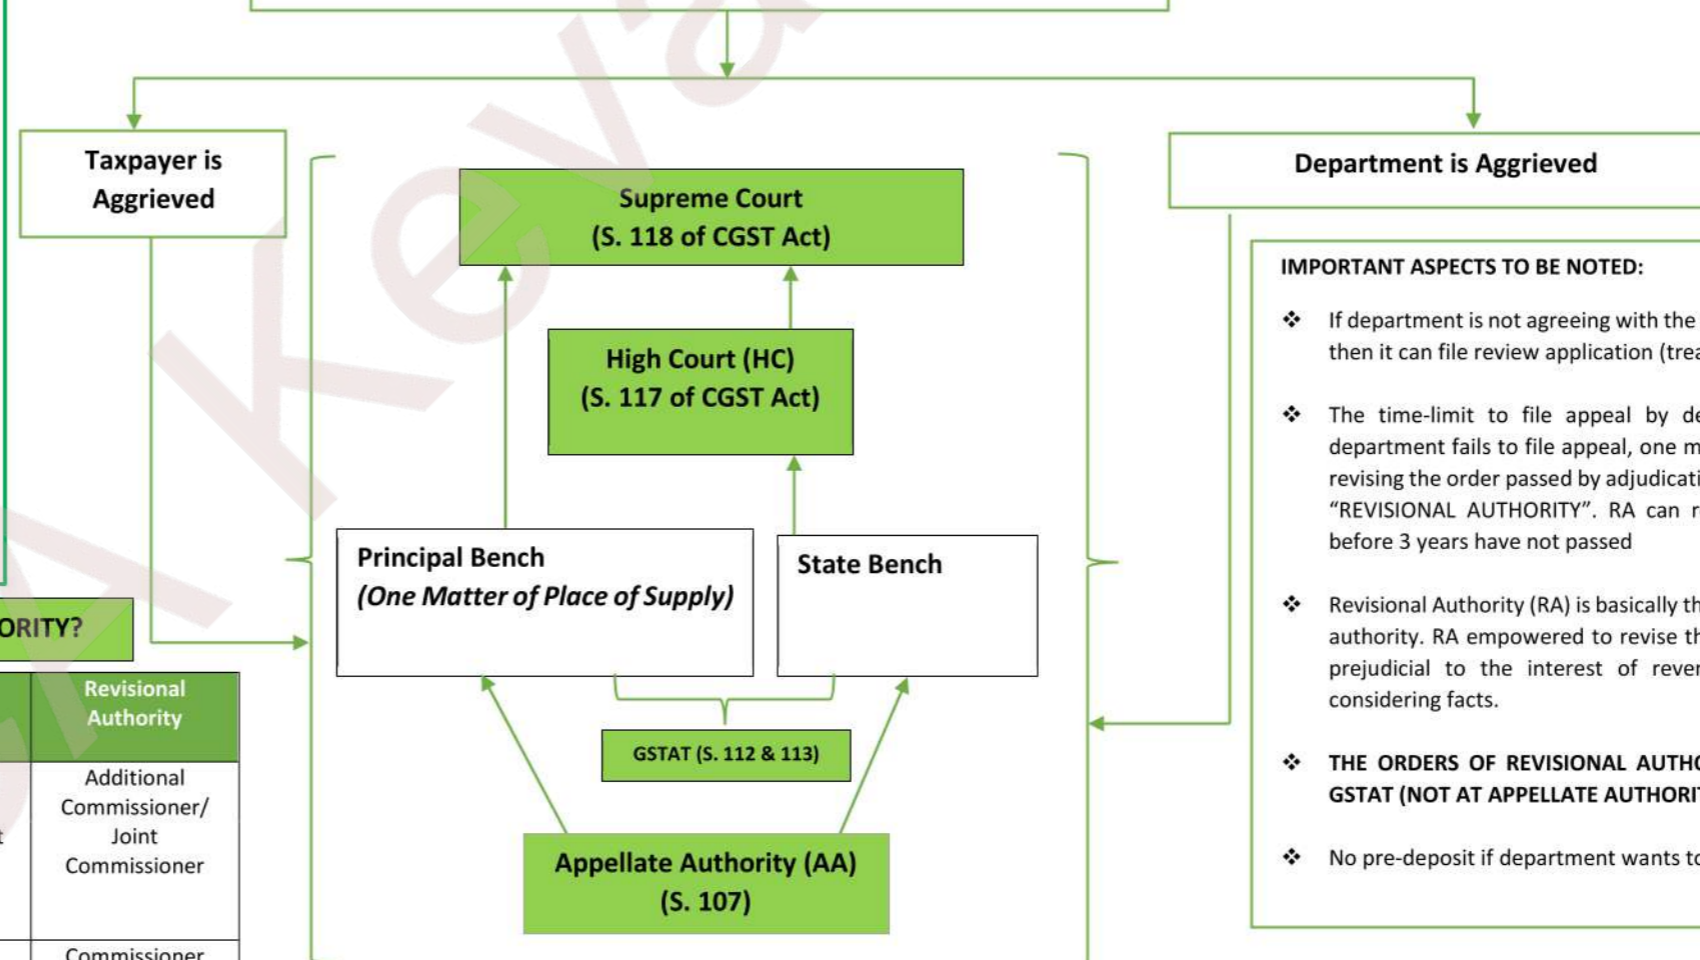 Taxpayer is
Aggrieved
Department is Aggrieved
Supreme Court
(S. 118 of CGST Act)
High Court (HC)
(S. 117 of CGST Act)
Principal Bench
(One Matter of Place of Supply)
State Bench
GSTAT (S. 112 & 113)
Appellate Authority (AA)
(S. 107)
ORITY?
Revisional
Authority
Additional
Commissioner/
Joint
Commissioner
Commissioner
IMPORTANT ASPECTS TO BE NOTED:
❖ If department is not agreeing with the
then it can file review application (trea
❖ The time-limit to file appeal by de
department fails to file appeal, one m
revising the order passed by adjudicati
“REVISIONAL AUTHORITY”. RA can r
before 3 years have not passed
❖ Revisional Authority (RA) is basically th
authority. RA empowered to revise th
prejudicial to the interest of rever
considering facts.
❖ THE ORDERS OF REVISIONAL AUTHO
GSTAT (NOT AT APPELLATE AUTHORIT
❖ No pre-deposit if department wants to
A Keva